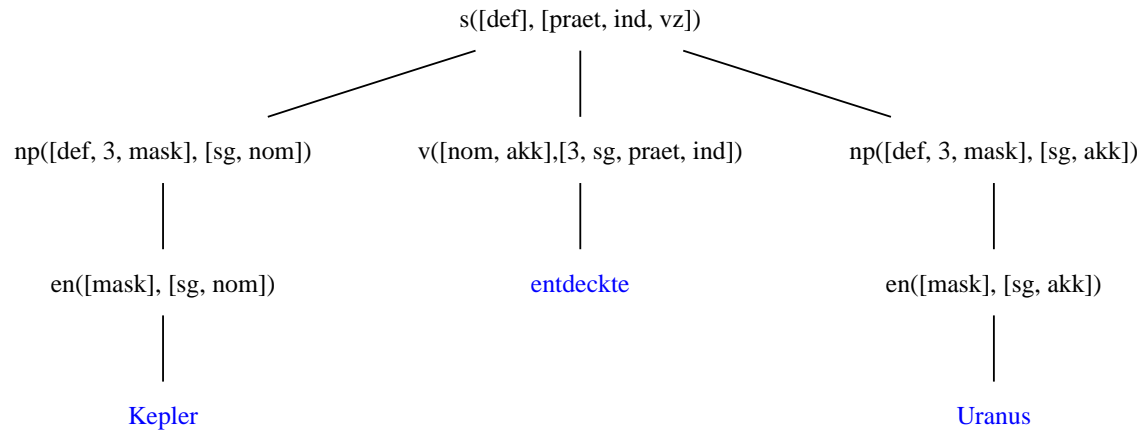 s([def], [praet, ind, vz])
np([def, 3, mask], [sg, nom]) v([nom, akk],[3, sg, praet, ind]) np([def, 3, mask], [sg, akk])
en([mask], [sg, nom]) entdeckte en([mask], [sg, akk])
Kepler Uranus